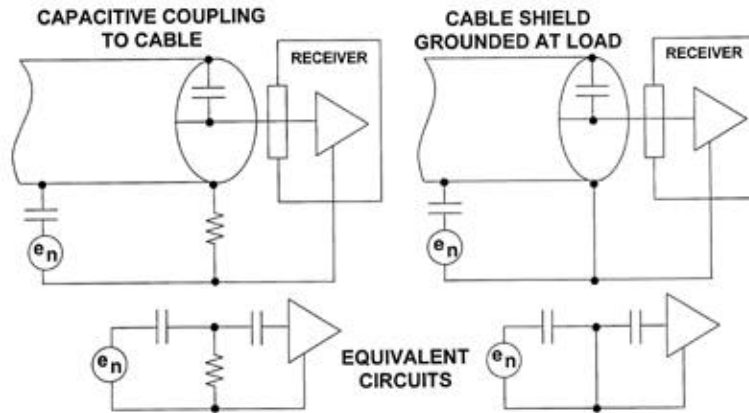 CAPACITIVE COUPLING
TO CABLE
RECEIVER
en
CABLE SHIELD
GROUNDED AT LOAD
RECEIVER
en
en
EQUIVALENT
CIRCUITS
en